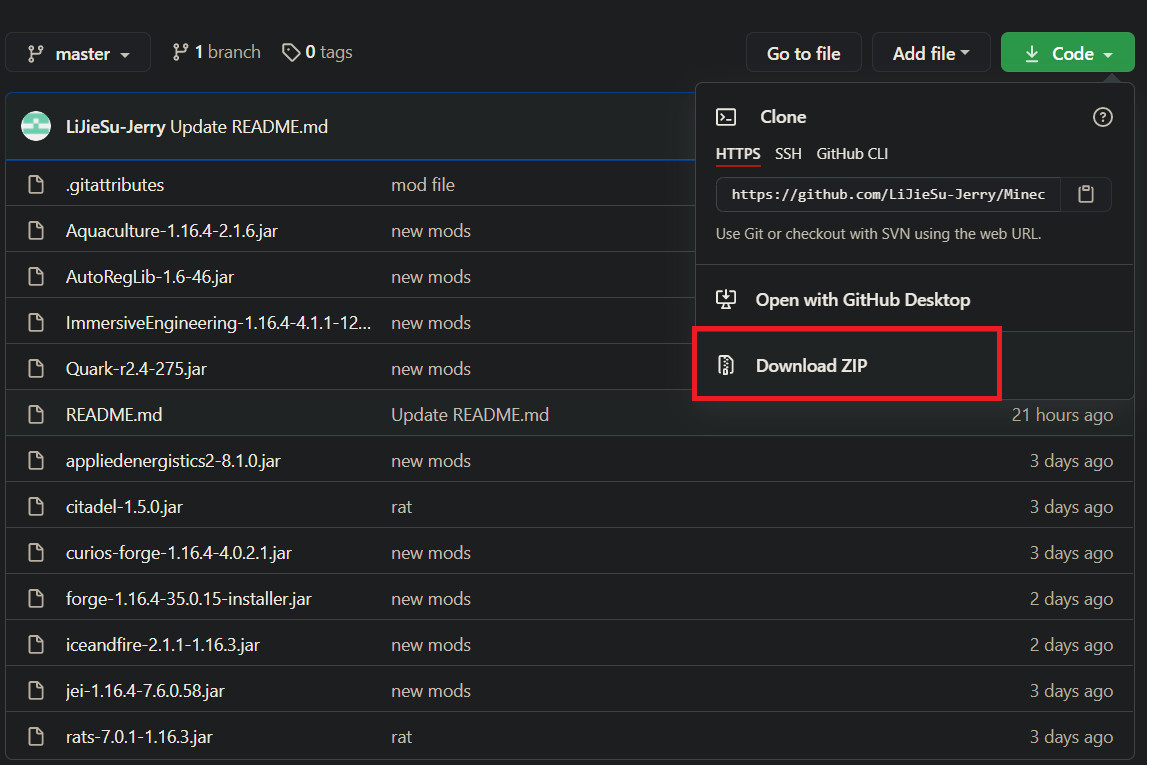 master 1 branch 0 tags Go to file Add file Code
LiJieSu-Jerry Update README.md
Clone
HTTPS SSH GitHub CLI
https://github.com/LiJieSu-Jerry/Minec
Use Git or checkout with SVN using the web URL.
Open with GitHub Desktop
Download ZIP
.gitattributes mod file
Aquaculture-1.16.4-2.1.6.jar new mods
AutoRegLib-1.6-46.jar new mods
ImmersiveEngineering-1.16.4-4.1.1-12... new mods
Quark-r2.4-275.jar new mods
README.md Update README.md 21 hours ago
appliedenergistics2-8.1.0.jar new mods 3 days ago
citadel-1.5.0.jar rat 3 days ago
curios-forge-1.16.4-4.0.2.1.jar new mods 3 days ago
forge-1.16.4-35.0.15-installer.jar new mods 2 days ago
iceandfire-2.1.1-1.16.3.jar new mods 2 days ago
jei-1.16.4-7.6.0.58.jar new mods 3 days ago
rats-7.0.1-1.16.3.jar rat 3 days ago